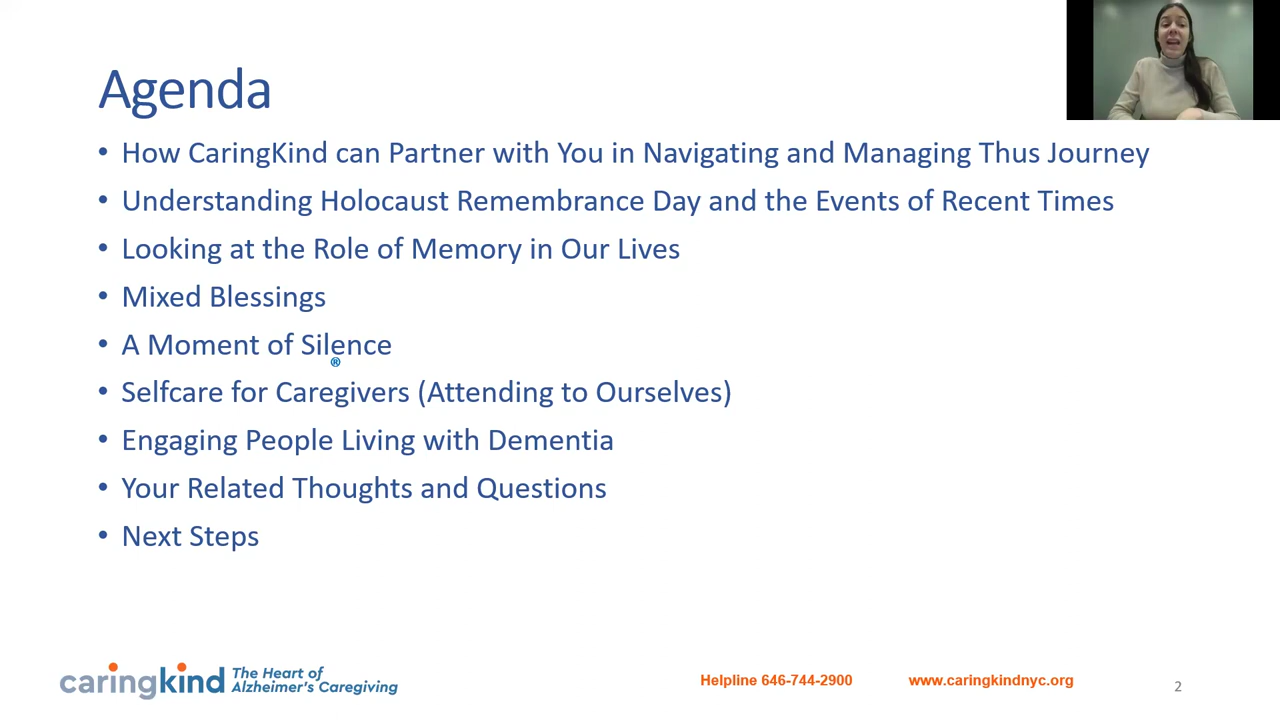 Agenda
• How CaringKind can Partner with You in Navigating and Managing Thus Journey
• Understanding Holocaust Remembrance Day and the Events of Recent Times
• Looking at the Role of Memory in Our Lives
• Mixed Blessings
• A Moment of Silence
®
• Selfcare for Caregivers (Attending to Ourselves)
• Engaging People Living with Dementia
• Your Related Thoughts and Questions
• Next Steps
caringkind
The Heart of
Alzheimer's Caregiving
Helpline 646-744-2900
www.caringkindnyc.org
2